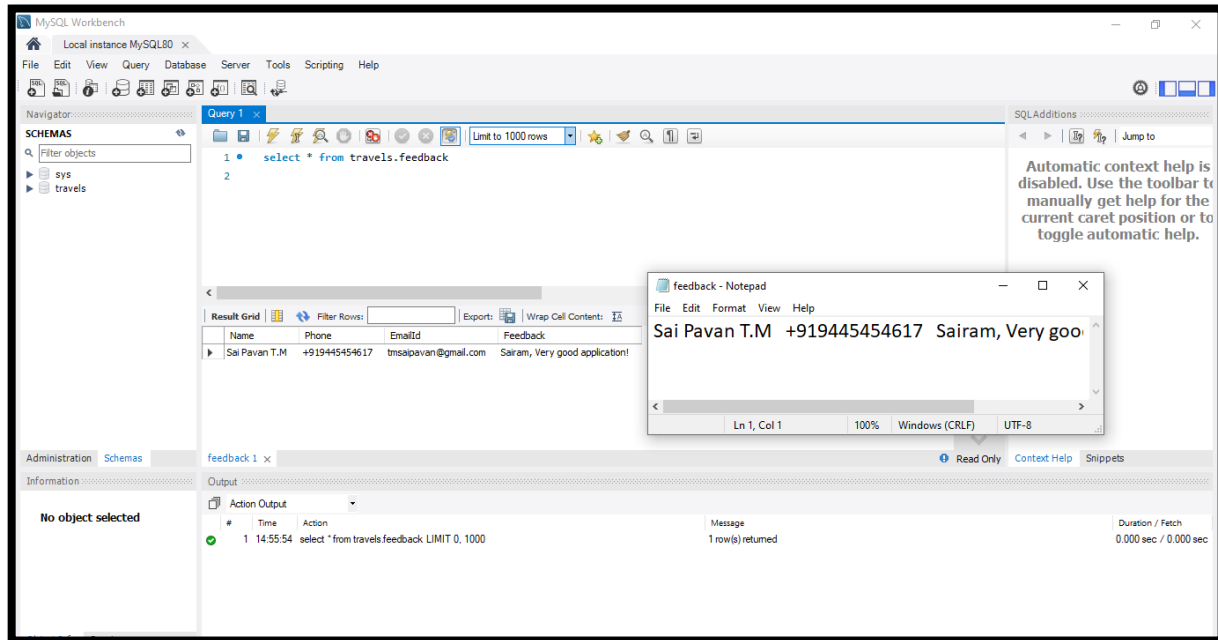 MySQL Workbench
Local instance MySQL80 ×
File Edit View Query Database Server Tools Scripting Help
Navigator
SCHEMAS
Filter objects
sys
travels
Administration Schemas
Information
No object selected
Query 1 ×
Limit to 1000 rows
1 select * from travels.feedback
2
Result Grid Filter Rows: Export: Wrap Cell Content:
Name Phone EmailId Feedback
Sai Pavan T.M +919445454617 tmsaipavan@gmail.com Sairam, Very good application!
feedback 1 ×
Read Only
feedback - Notepad
File Edit Format View Help
Sai Pavan T.M +919445454617 Sairam, Very goo
Ln 1, Col 1 100% Windows (CRLF) UTF-8
SQLAdditions
Jump to
Automatic context help is
disabled. Use the toolbar to
manually get help for the
current caret position or to
toggle automatic help.
Context Help Snippets
Output
Action Output
# Time Action Message Duration / Fetch
1 14:55:54 select * from travels.feedback LIMIT 0, 1000 1 row(s) returned 0.000 sec / 0.000 sec